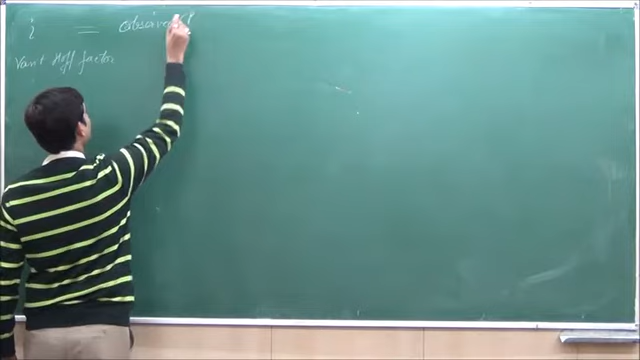 i = observed
Van't Hoff factor